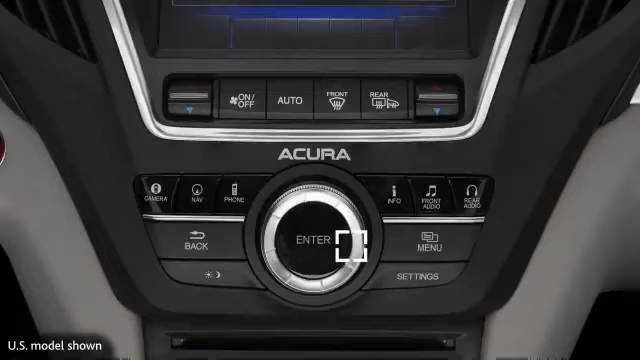 ON/
OFF
AUTO
FRONT
REAR
ACURA
CAMERA
NAV
PHONE
INFO
FRONT
AUDIO
REAR
AUDIO
BACK
ENTER
MENU
SETTINGS
U.S. model shown